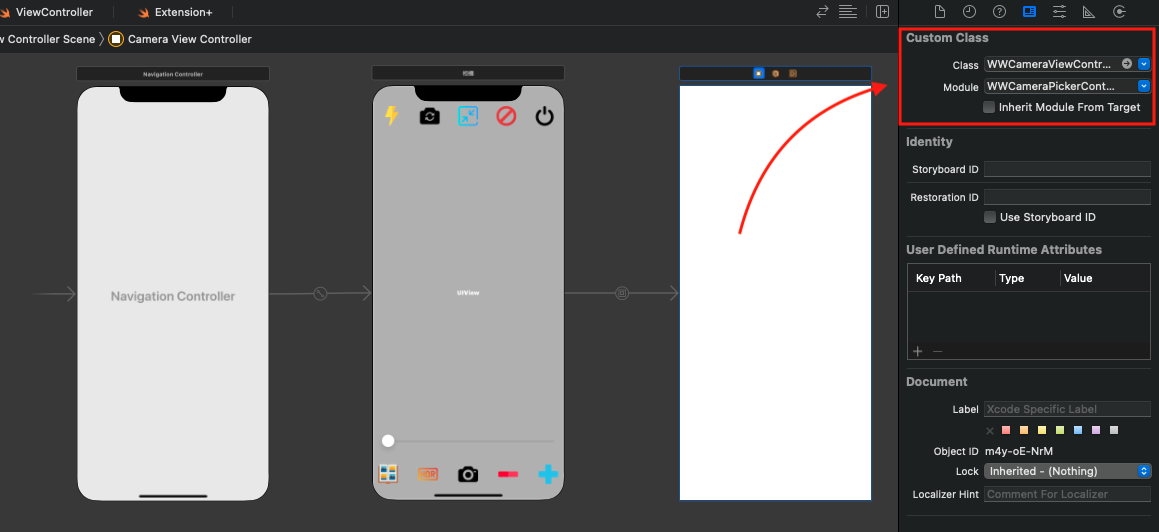 ViewController
Extension+
w Controller Scene
Camera View Controller
Navigation Controller
Navigation Controller
UIView
HDR
Custom Class
Class WWCameraViewContr...
Module WWCameraPickerCont...
Inherit Module From Target
Identity
Storyboard ID
Restoration ID
Use Storyboard ID
User Defined Runtime Attributes
Key Path Type Value
Document
Label Xcode Specific Label
Object ID m4y-oE-NrM
Lock Inherited - (Nothing)
Localizer Hint Comment For Localizer